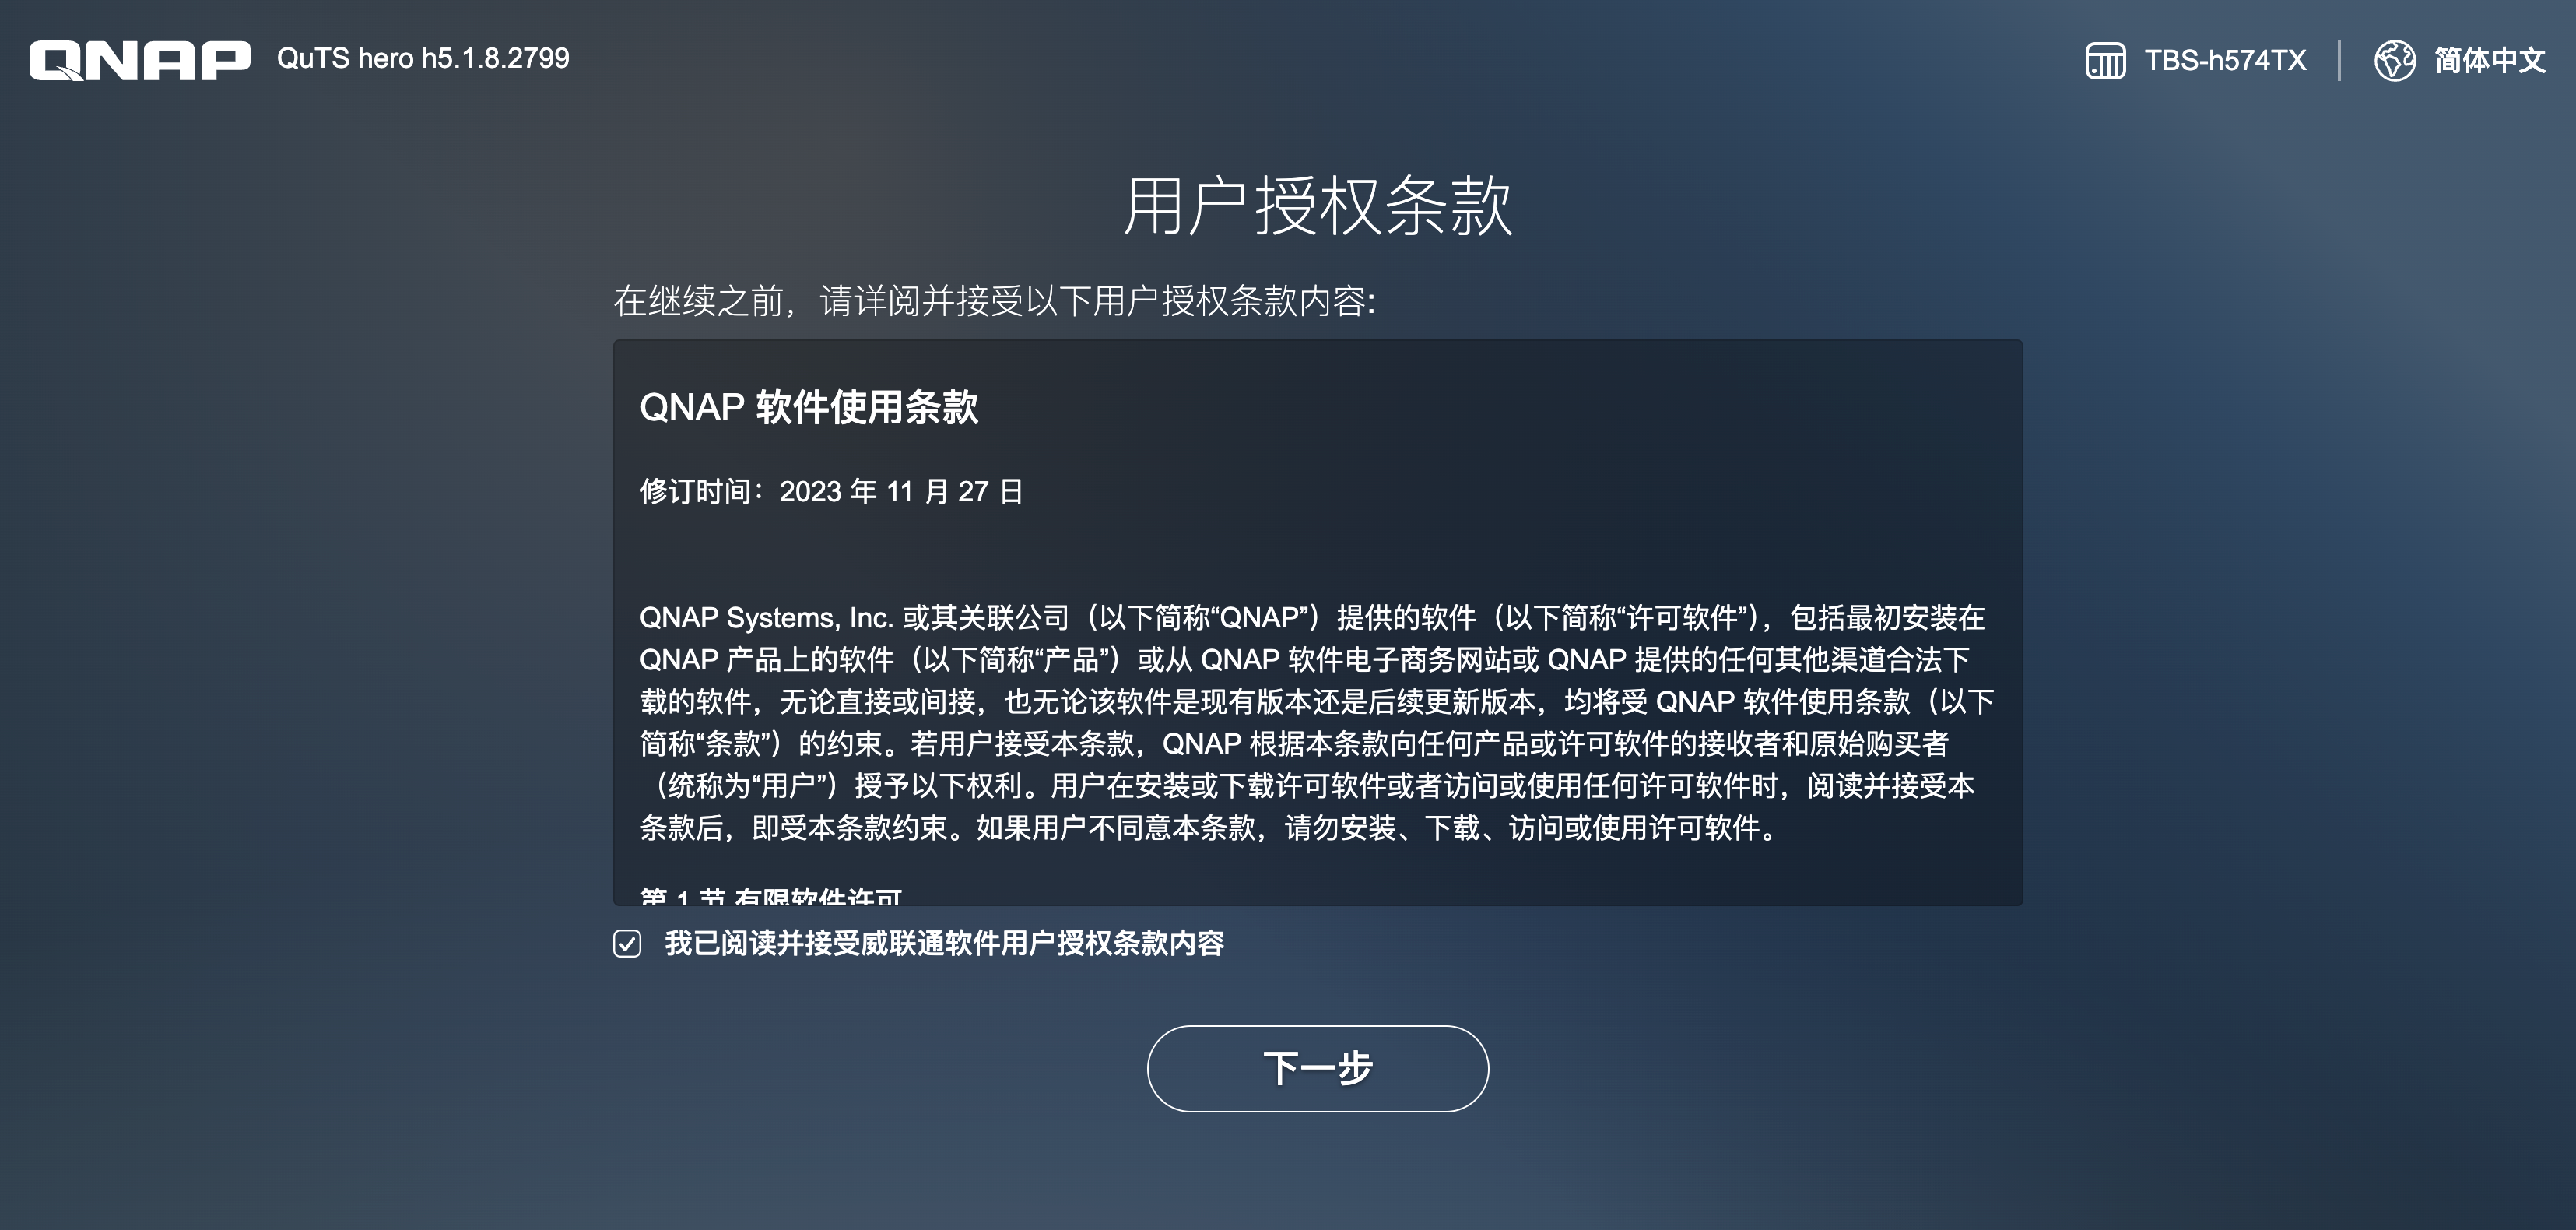 QNAP QuTS hero h5.1.8.2799
TBS-h574TX 简体中文
用户授权条款
在继续之前，请详阅并接受以下用户授权条款内容:
QNAP 软件使用条款
修订时间：2023 年 11 月 27 日
QNAP Systems, Inc. 或其关联公司（以下简称“QNAP”）提供的软件（以下简称“许可软件”），包括最初安装在
QNAP 产品上的软件（以下简称“产品”）或从 QNAP 软件电子商务网站或 QNAP 提供的任何其他渠道合法下
载的软件，无论直接或间接，也无论该软件是现有版本还是后续更新版本，均将受 QNAP 软件使用条款（以下
简称“条款”）的约束。若用户接受本条款，QNAP 根据本条款向任何产品或许可软件的接收者和原始购买者
（统称为“用户”）授予以下权利。用户在安装或下载许可软件或者访问或使用任何许可软件时，阅读并接受本
条款后，即受本条款约束。如果用户不同意本条款，请勿安装、下载、访问或使用许可软件。
第 1 节 有限软件许可
我已阅读并接受威联通软件用户授权条款内容
下一步